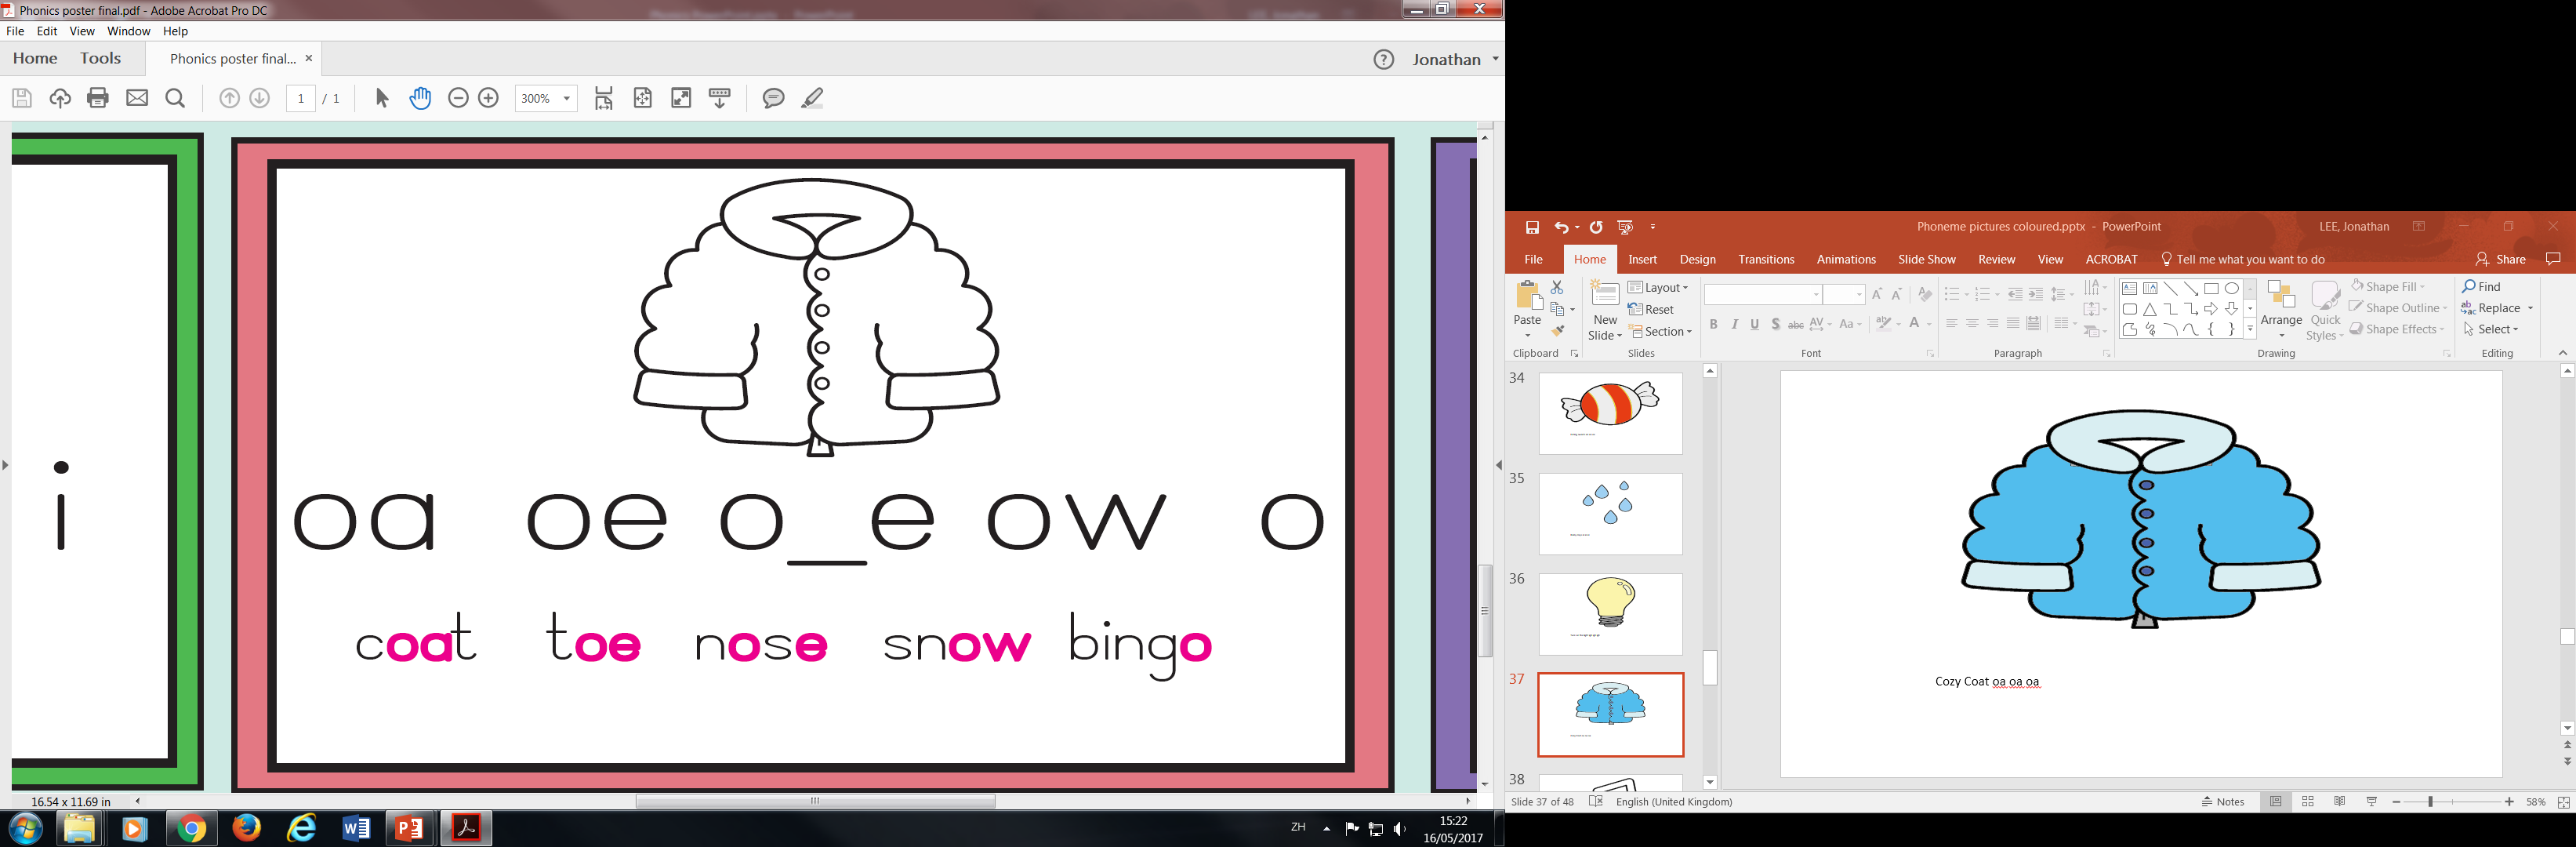 Phonics poster final.pdf - Adobe Acrobat Pro DC
File Edit View Window Help
Home Tools Phonics poster final... × ? Jonathan
1 / 1 300%
i
oa oe o_e ow o
coat toe nose snow bingo
16.54 x 11.69 in
ZH 15:22
16/05/2017
Phoneme pictures coloured.pptx - PowerPoint LEE, Jonathan
File Home Insert Design Transitions Animations Slide Show Review View ACROBAT Tell me what you want to do Share
Paste
Clipboard
New Slide
Layout
Reset
Section
Slides
B I U S abc AV Aa A
Font
Paragraph
Arrange
Quick Styles
Shape Fill
Shape Outline
Shape Effects
Drawing
Find
Replace
Select
Editing
34
35
36
37
38
Cozy Coat oa oa oa
Slide 37 of 48 English (United Kingdom) Notes 58%